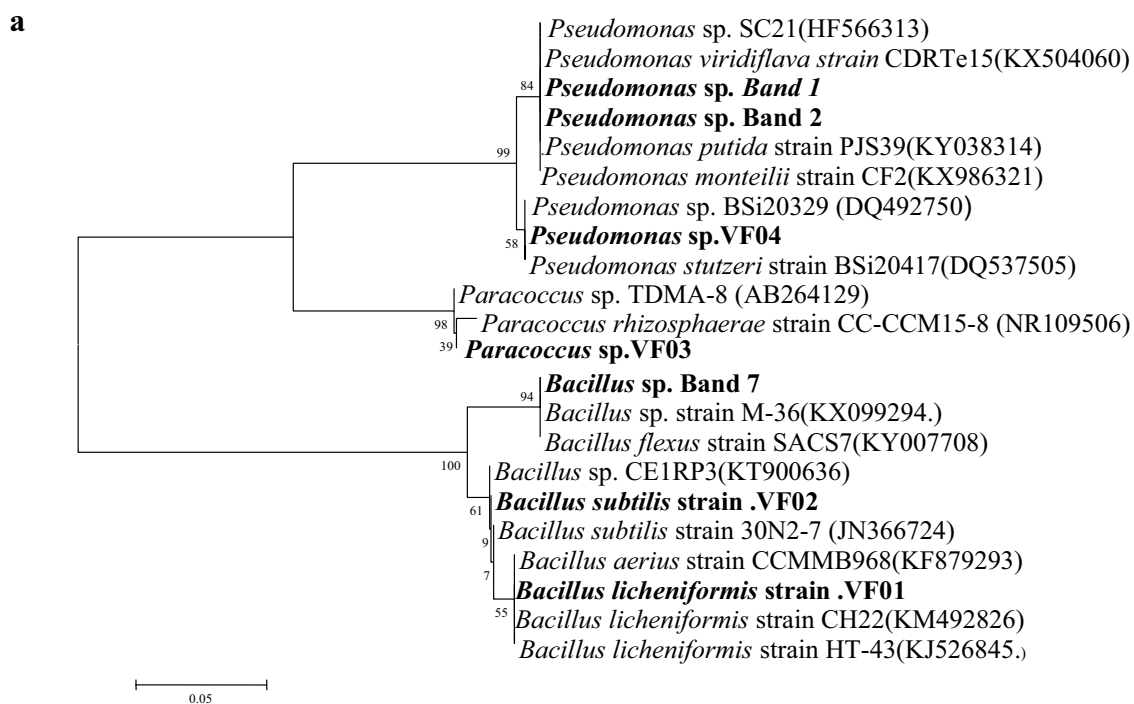 a
Pseudomonas sp. SC21(HF566313)
Pseudomonas viridiflava strain CDRTe15(KX504060)
84
Pseudomonas sp. Band 1
Pseudomonas sp. Band 2
99
.Pseudomonas putida strain PJS39(KY038314)
Pseudomonas monteilii strain CF2(KX986321)
Pseudomonas sp. BSi20329 (DQ492750)
58
Pseudomonas sp.VF04
Pseudomonas stutzeri strain BSi20417(DQ537505)
Paracoccus sp. TDMA-8 (AB264129)
98
Paracoccus rhizosphaerae strain CC-CCM15-8 (NR109506)
39
Paracoccus sp.VF03
Bacillus sp. Band 7
94
Bacillus sp. strain M-36(KX099294.)
Bacillus flexus strain SACS7(KY007708)
100
Bacillus sp. CE1RP3(KT900636)
61
Bacillus subtilis strain .VF02
9
Bacillus subtilis strain 30N2-7 (JN366724)
7
Bacillus aerius strain CCMMB968(KF879293)
Bacillus licheniformis strain .VF01
55
Bacillus licheniformis strain CH22(KM492826)
Bacillus licheniformis strain HT-43(KJ526845.)
0.05